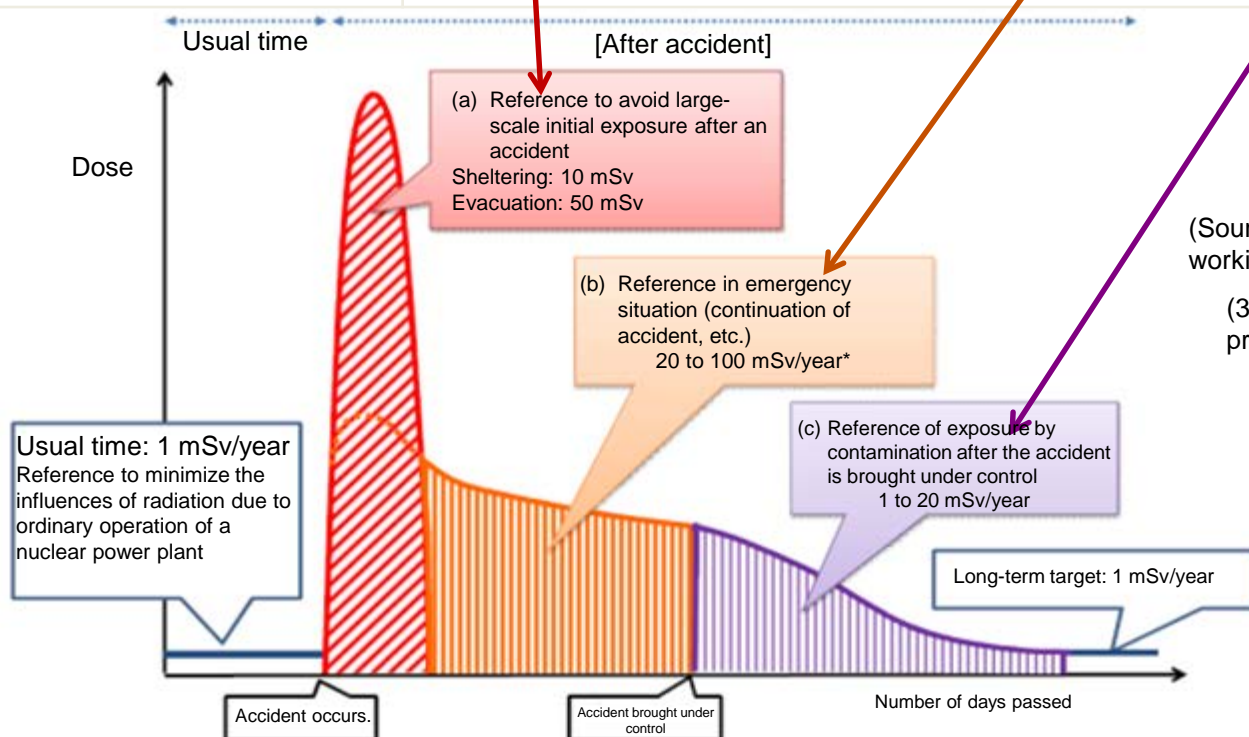 Usual time
[After accident]
Dose
(a) Reference to avoid large-
scale initial exposure after an
accident
Sheltering: 10 mSv
Evacuation: 50 mSv
(b) Reference in emergency
situation (continuation of
accident, etc.)
20 to 100 mSv/year*
(c) Reference of exposure by
contamination after the accident
is brought under control
1 to 20 mSv/year
Usual time: 1 mSv/year
Reference to minimize the
influences of radiation due to
ordinary operation of a
nuclear power plant
Long-term target: 1 mSv/year
Accident occurs.
Accident brought under
control
Number of days passed
(3